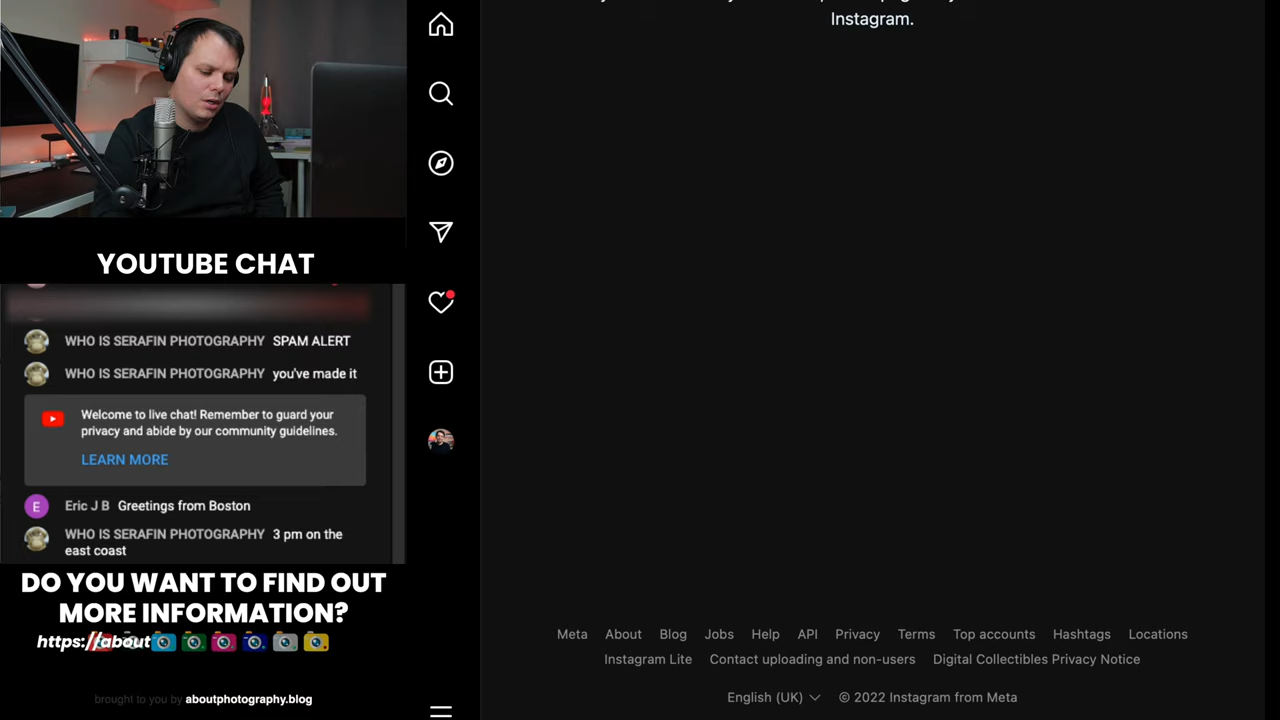 Instagram.
YOUTUBE CHAT
WHO IS SERAFIN PHOTOGRAPHY SPAM ALERT
WHO IS SERAFIN PHOTOGRAPHY you've made it
Welcome to live chat! Remember to guard your
privacy and abide by our community guidelines.
LEARN MORE
E
Eric J B Greetings from Boston
WHO IS SERAFIN PHOTOGRAPHY 3 pm on the
east coast
DO YOU WANT TO FIND OUT
MORE INFORMATION?
https://about
brought to you by aboutphotography.blog
Meta About Blog Jobs Help API Privacy Terms Top accounts Hashtags Locations
Instagram Lite Contact uploading and non-users Digital Collectibles Privacy Notice
English (UK) © 2022 Instagram from Meta